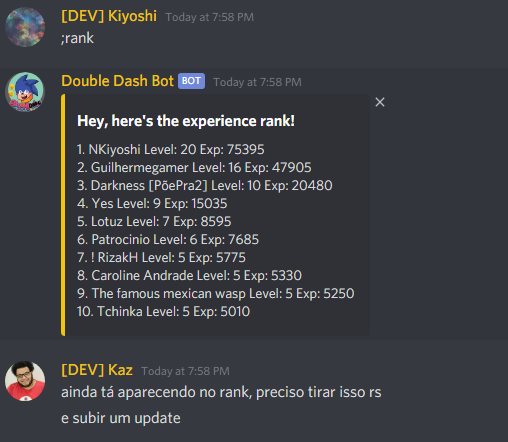 [DEV] Kiyoshi Today at 7:58 PM
;rank
Double Dash Bot BOT Today at 7:58 PM
Hey, here's the experience rank!
1. NKiyoshi Level: 20 Exp: 75395
2. Guilhermegamer Level: 16 Exp: 47905
3. Darkness [PõePra2] Level: 10 Exp: 20480
4. Yes Level: 9 Exp: 15035
5. Lotuz Level: 7 Exp: 8595
6. Patrocinio Level: 6 Exp: 7685
7. ! RizakH Level: 5 Exp: 5775
8. Caroline Andrade Level: 5 Exp: 5330
9. The famous mexican wasp Level: 5 Exp: 5250
10. Tchinka Level: 5 Exp: 5010
[DEV] Kaz Today at 7:58 PM
ainda tá aparecendo no rank, preciso tirar isso rs
e subir um update